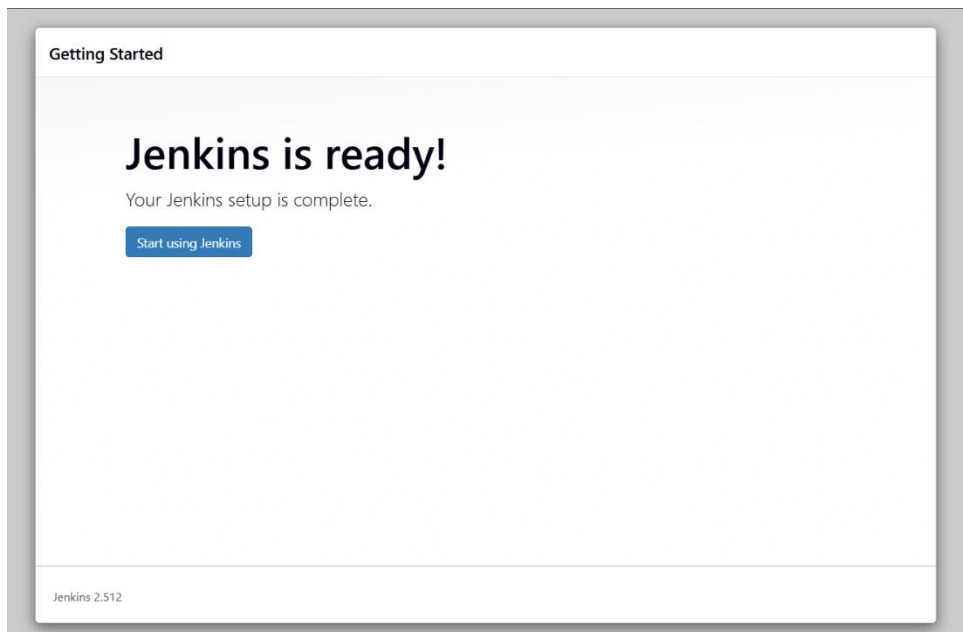 Getting Started
Jenkins is ready!
Your Jenkins setup is complete.
Start using Jenkins
Jenkins 2.512